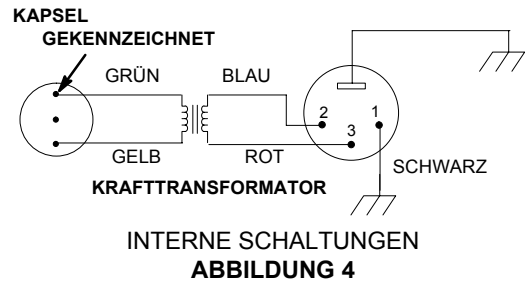 KAPSEL
GEKENNZEICHNET
GRÜN
BLAU
2
1
3
GELB
ROT
SCHWARZ
KRAFTTRANSFORMATOR
INTERNE SCHALTUNGEN
ABBILDUNG 4